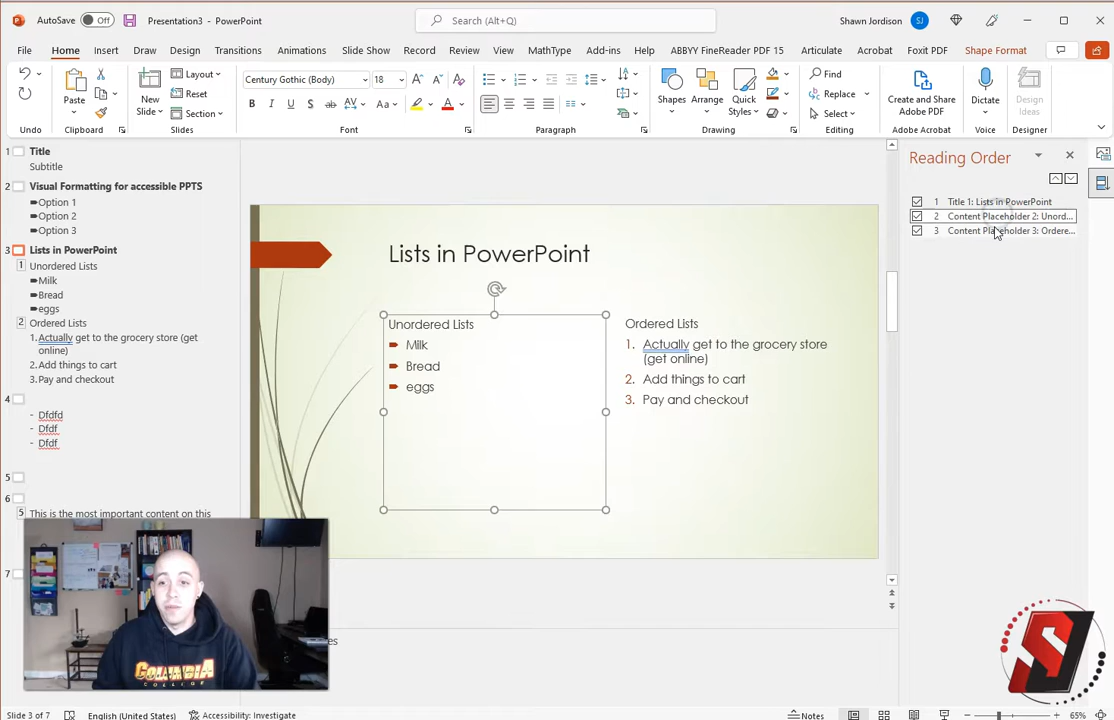 AutoSave Off Presentation3 - PowerPoint Search (Alt+Q) Shawn Jordison SJ
File Home Insert Draw Design Transitions Animations Slide Show Record Review View MathType Add-ins Help ABBYY FineReader PDF 15 Articulate Acrobat Foxit PDF Shape Format
Paste
New Slide
Layout
Reset
Section
Century Gothic (Body) 18
B I U S ab AV Aa A
Shapes Arrange Quick Styles
Find
Replace
Select
Create and Share Adobe PDF
Dictate
Design Ideas
Undo Clipboard Slides Font Paragraph Drawing Editing Adobe Acrobat Voice Designer
1 Title
Subtitle
2 Visual Formatting for accessible PPTS
Option 1
Option 2
Option 3
3 Lists in PowerPoint
1 Unordered Lists
Milk
Bread
eggs
2 Ordered Lists
1. Actually get to the grocery store (get
online)
2. Add things to cart
3. Pay and checkout
4
- Dfdfd
- Dfdf
- Dfdf
5
6
5 This is the most important content on this
7
Lists in PowerPoint
Unordered Lists
Milk
Bread
eggs
Ordered Lists
1. Actually get to the grocery store
(get online)
2. Add things to cart
3. Pay and checkout
Reading Order
1 Title 1: Lists in PowerPoint
2 Content Placeholder 2: Unord...
3 Content Placeholder 3: Ordere...
COLUMBIA
COLLEGE
SJ
Slide 3 of 7 English (United States) Accessibility: Investigate Notes 65%